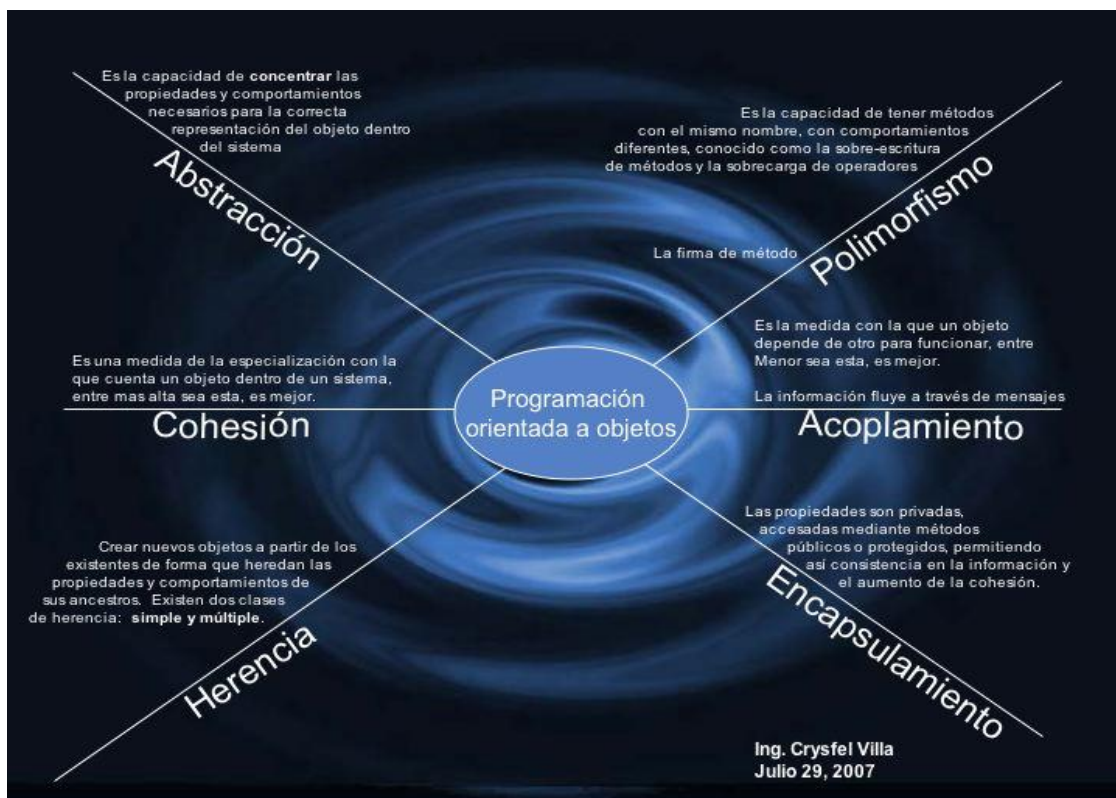 Es la capacidad de concentrar las
propiedades y comportamientos
necesarios para la correcta
representación del objeto dentro
del sistema
Abstracción
Es la capacidad de tener métodos
con el mismo nombre, con comportamientos
diferentes, conocido como la sobre-escritura
de métodos y la sobrecarga de operadores
La firma de método
Polimorfismo
Es una medida de la especialización con la
que cuenta un objeto dentro de un sistema,
entre mas alta sea esta, es mejor.
Cohesión
Programación
orientada a objetos
Es la medida con la que un objeto
depende de otro para funcionar, entre
Menor sea esta, es mejor.
La información fluye a través de mensajes
Acoplamiento
Crear nuevos objetos a partir de los
existentes de forma que heredan las
propiedades y comportamientos de
sus ancestros. Existen dos clases
de herencia: simple y múltiple.
Herencia
Las propiedades son privadas,
accesadas mediante métodos
públicos o protegidos, permitiendo
así consistencia en la información y
el aumento de la cohesión.
Encapsulamiento
Ing. Crysfel Villa
Julio 29, 2007